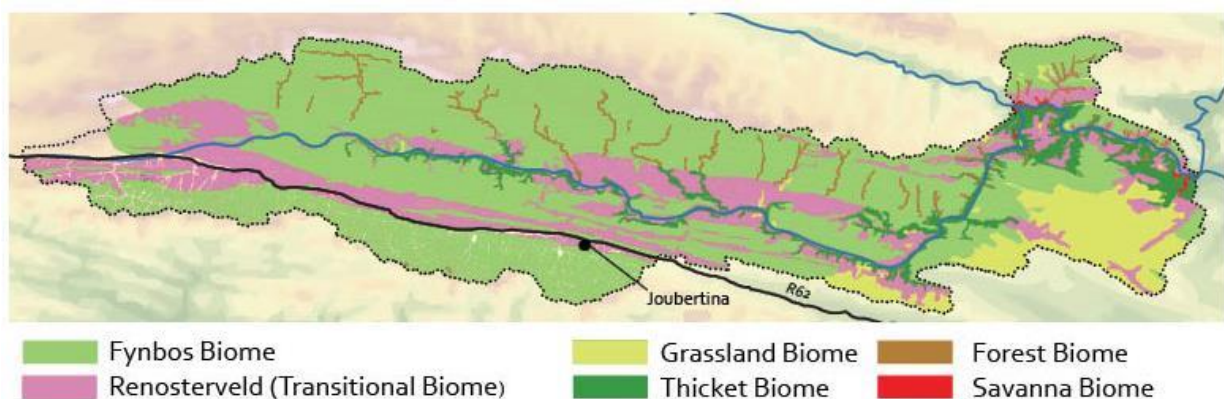 R62
Joubertina
Fynbos Biome
Grassland Biome
Forest Biome
Renosterveld (Transitional Biome)
Thicket Biome
Savanna Biome